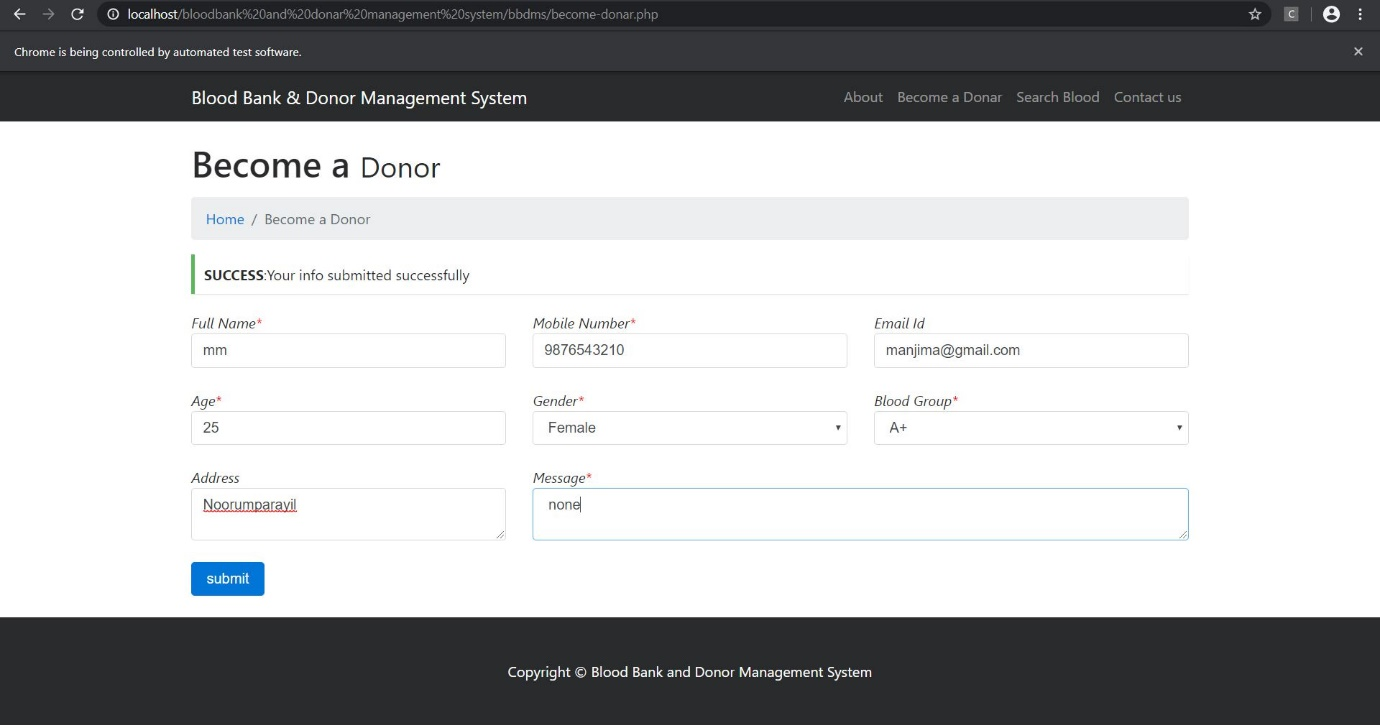 localhost/bloodbank%20and%20donar%20management%20system/bbdms/become-donar.php
C
Chrome is being controlled by automated test software.
Blood Bank & Donor Management System About Become a Donar Search Blood Contact us
Become a Donor
Home / Become a Donor
SUCCESS:Your info submitted successfully
Full Name* Mobile Number* Email Id
mm 9876543210 manjima@gmail.com
Age* Gender* Blood Group*
25 Female A+
Address Message*
Noorumparayil none
submit
Copyright © Blood Bank and Donor Management System